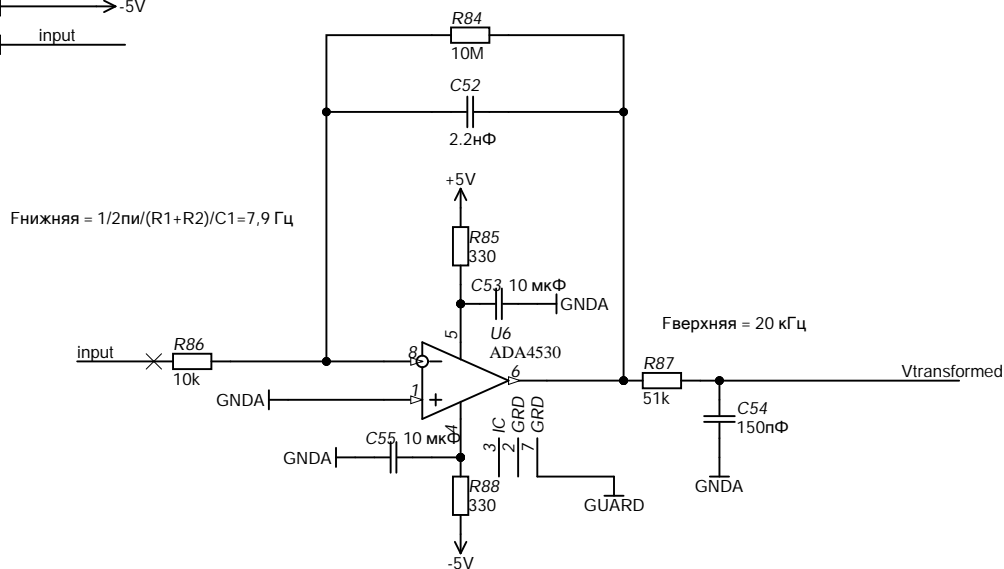 -5V
input
R84
10M
C52
2.2нФ
+5V
Fнижняя = 1/2пи/(R1+R2)/C1=7,9 Гц
R85
330
C53 10 мкФ
GNDA
5
U6
ADA4530
Fверхняя = 20 кГц
input
R86
10k
8
6
R87
51k
Vtransformed
GNDA
1
C54
150пФ
C55 10 мкФ
4
GNDA
3 IC
2 GRD
7 GRD
R88
330
GUARD
GNDA
-5V